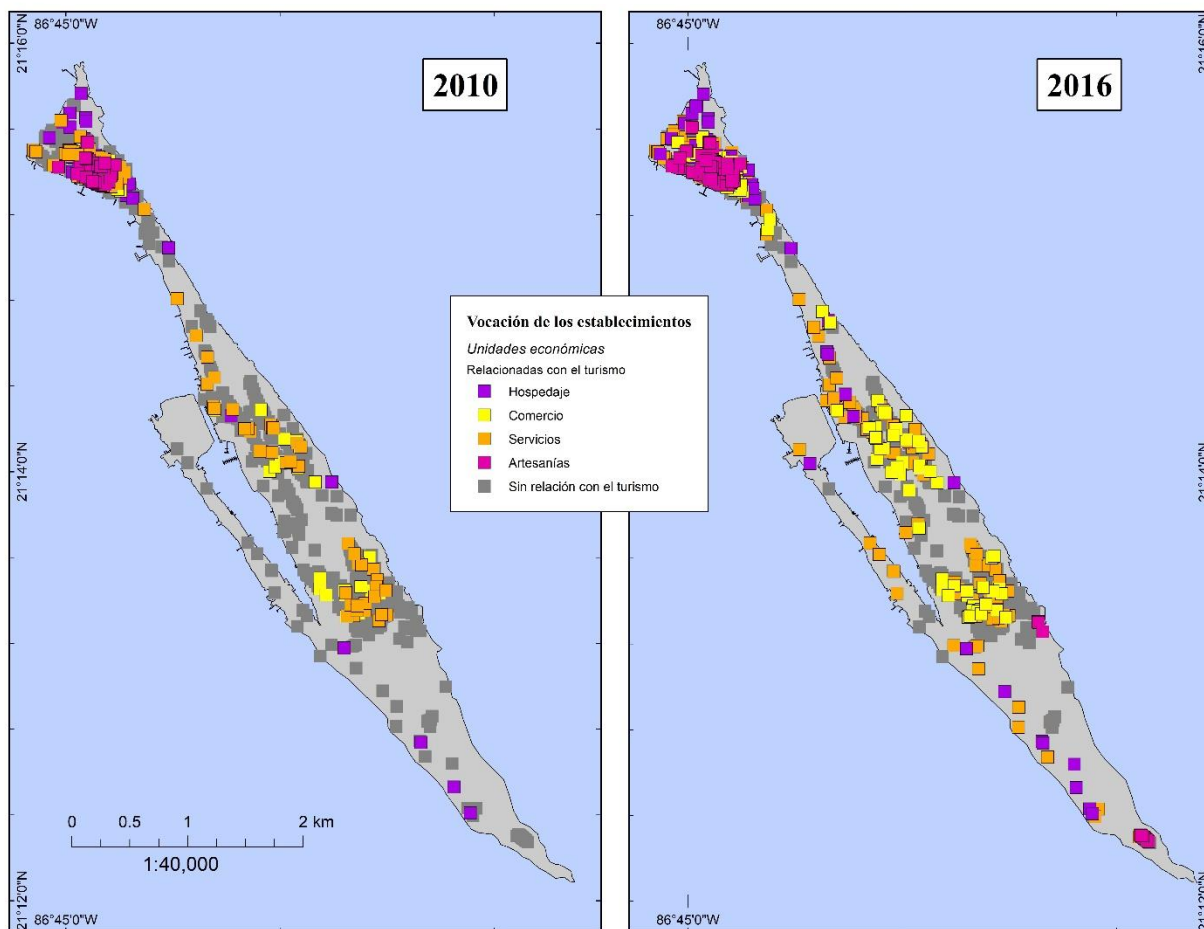 86°45'0"W
21°16'0"N
2010
21°14'0"N
0 0.5 1 2 km
1:40,000
21°12'0"N
86°45'0"W
Vocación de los establecimientos
Unidades económicas
Relacionadas con el turismo
Hospedaje
Comercio
Servicios
Artesanías
Sin relación con el turismo
86°45'0"W
21°16'0"N
2016
21°14'0"N
21°12'0"N
86°45'0"W